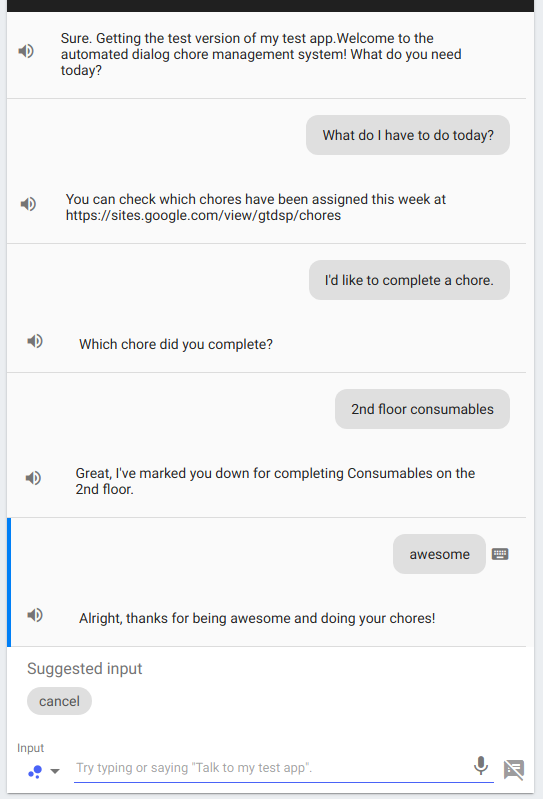 Sure. Getting the test version of my test app.Welcome to the
automated dialog chore management system! What do you need
today?
What do I have to do today?
You can check which chores have been assigned this week at
https://sites.google.com/view/gtdsp/chores
I'd like to complete a chore.
Which chore did you complete?
2nd floor consumables
Great, I've marked you down for completing Consumables on the
2nd floor.
awesome
Alright, thanks for being awesome and doing your chores!
Suggested input
cancel
Input
Try typing or saying "Talk to my test app".